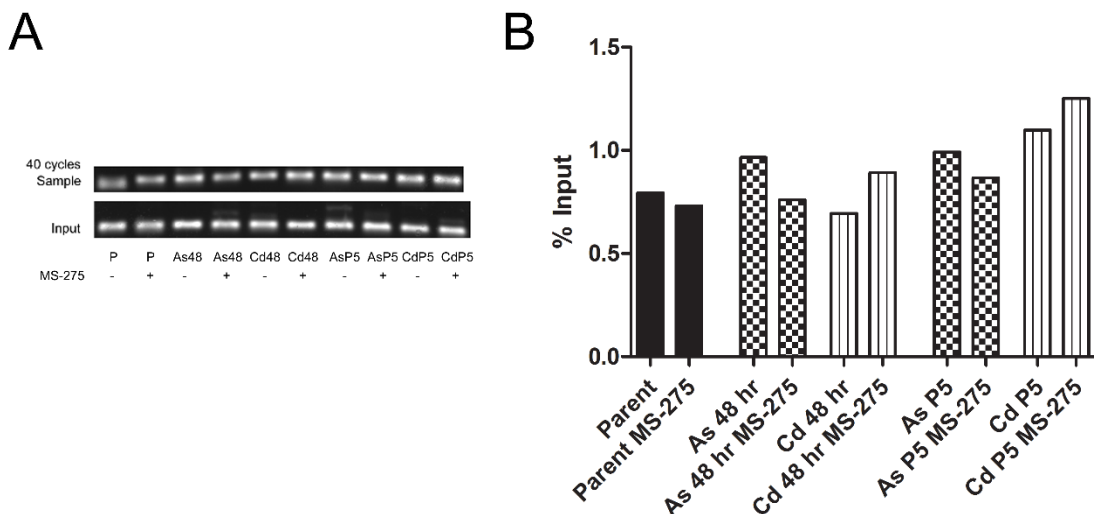 A
40 cycles
Sample
Input
P P As48 As48 Cd48 Cd48 AsP5 AsP5 CdP5 CdP5
MS-275 - + - + - + - + - +
B
% Input
1.5
1.0
0.5
0.0
Parent
Parent MS-275
As 48 hr
As 48 hr MS-275
Cd 48 hr
Cd 48 hr MS-275
As P5
As P5 MS-275
Cd P5
Cd P5 MS-275